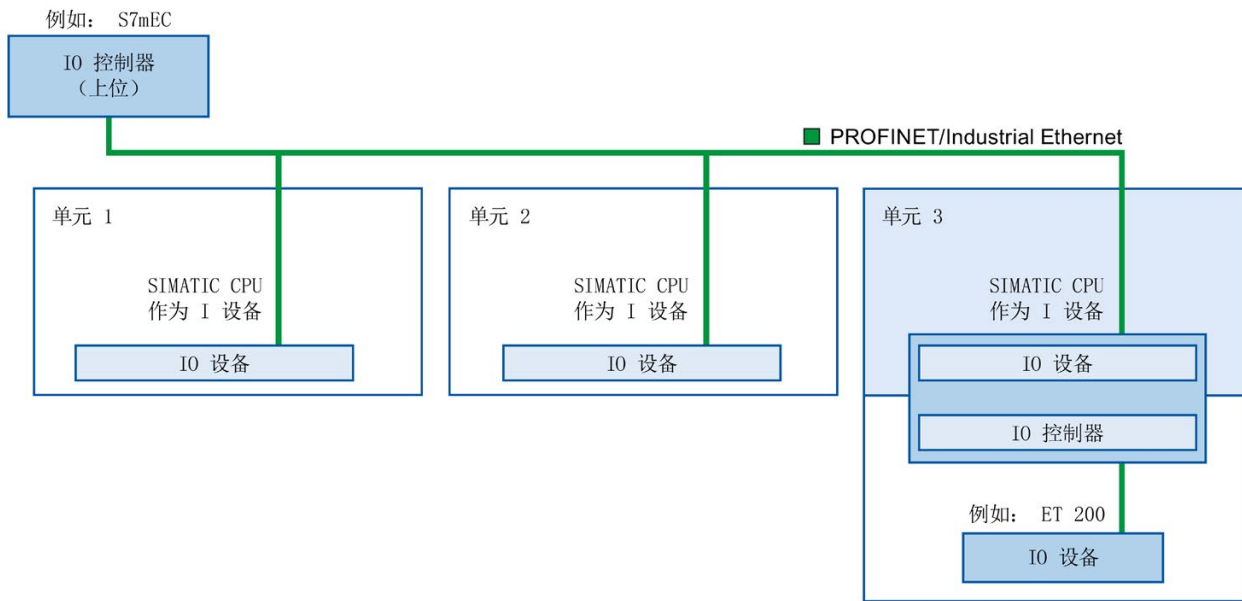 例如: S7mEC
IO 控制器
（上位）
PROFINET/Industrial Ethernet
单元 1
SIMATIC CPU
作为 I 设备
IO 设备
单元 2
SIMATIC CPU
作为 I 设备
IO 设备
单元 3
SIMATIC CPU
作为 I 设备
IO 设备
IO 控制器
例如: ET 200
IO 设备